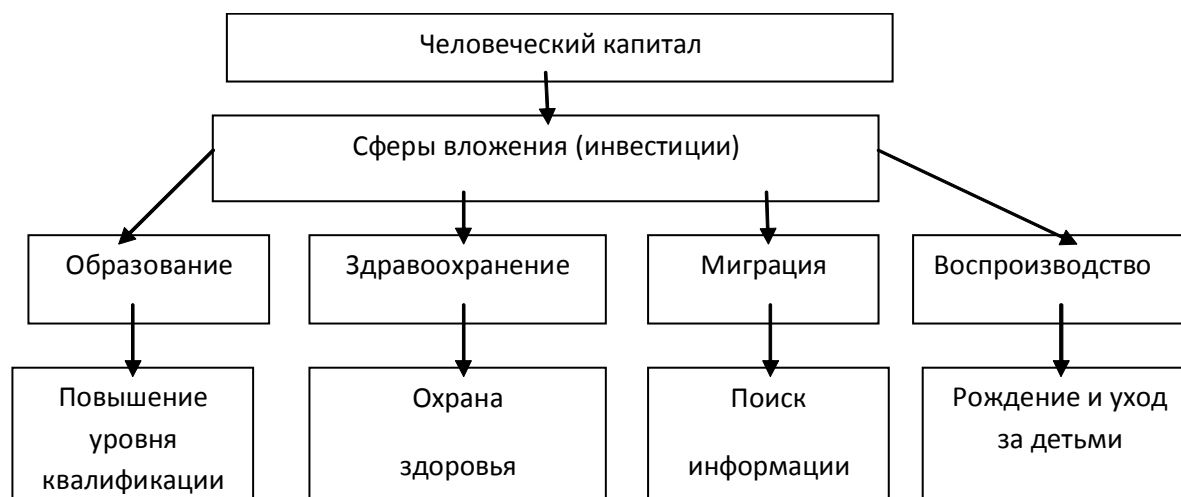 Человеческий капитал
Сферы вложения (инвестиции)
Образование
Здравоохранение
Миграция
Воспроизводство
Повышение
уровня
квалификации
Охрана
здоровья
Поиск
информации
Рождение и уход
за детьми